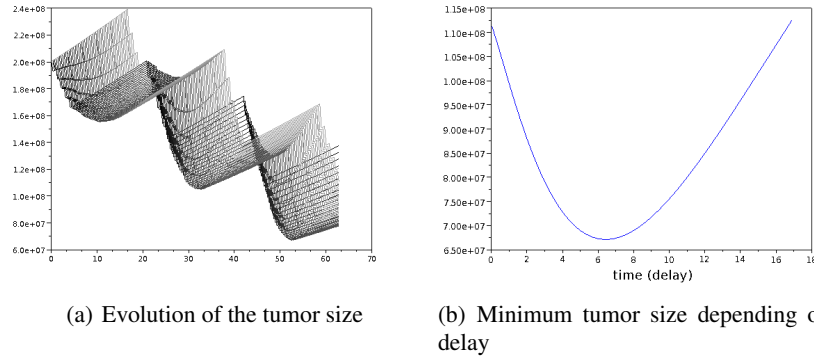 2.4e+08
2.2e+08
2.0e+08
1.8e+08
1.6e+08
1.4e+08
1.2e+08
1.0e+08
8.0e+07
6.0e+07
0 10 20 30 40 50 60 70
(a) Evolution of the tumor size
1.15e+08
1.10e+08
1.05e+08
1.00e+08
9.50e+07
9.00e+07
8.50e+07
8.00e+07
7.50e+07
7.00e+07
6.50e+07
0 2 4 6 8 10 12 14 16 18
time (delay)
(b) Minimum tumor size depending o
delay